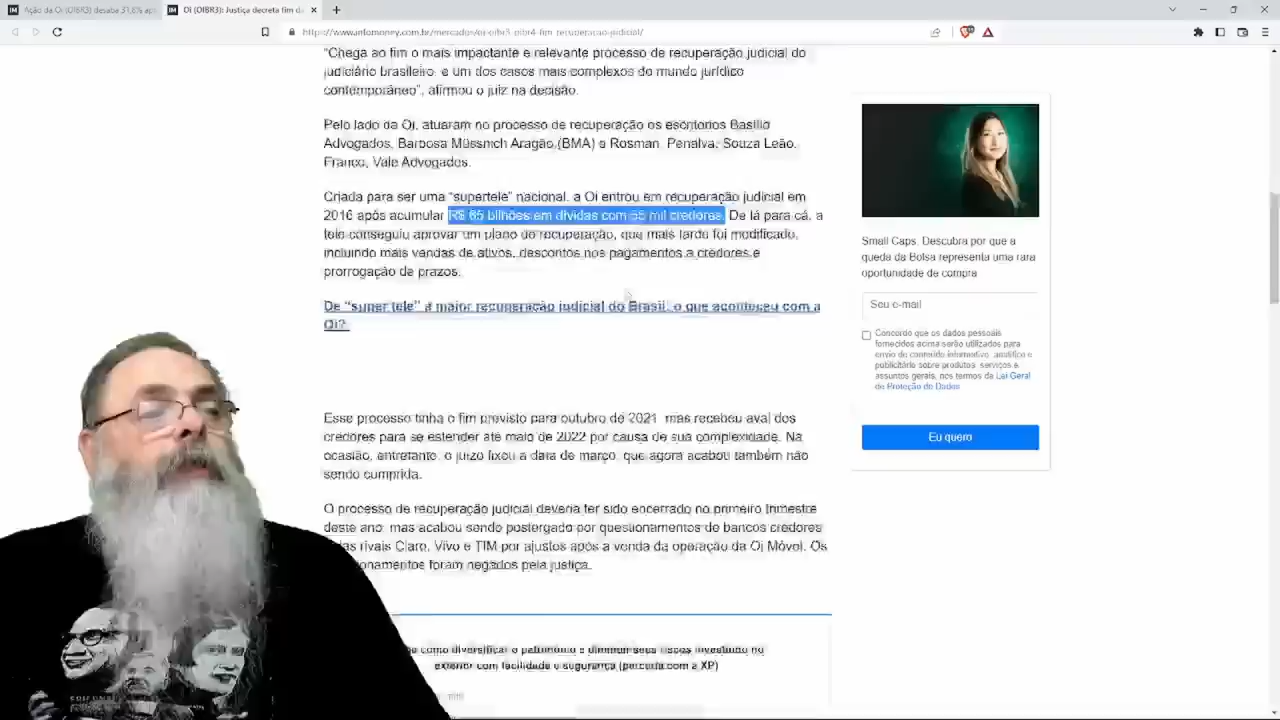 Ação da Oi (OIBR3) desaba 31,6% apó
Oi (OIBR3): Justiça decreta fim da
https://www.infomoney.com.br/mercados/oi-oibr3-oibr4-fim-recuperacao-judicial/
"Chega ao fim o mais impactante e relevante processo de recuperação judicial do
judiciário brasileiro, e um dos casos mais complexos do mundo jurídico
contemporâneo", afirmou o juiz na decisão.
Pelo lado da Oi, atuaram no processo de recuperação os escritórios Basilio
Advogados, Barbosa Müssnich Aragão (BMA) e Rosman, Penalva, Souza Leão,
Franco, Vale Advogados.
Criada para ser uma "supertele" nacional, a Oi entrou em recuperação judicial em
2016 após acumular R$ 65 bilhões em dívidas com 55 mil credores. De lá para cá, a
tele conseguiu aprovar um plano de recuperação, que mais tarde foi modificado,
incluindo mais vendas de ativos, descontos nos pagamentos a credores e
prorrogação de prazos.
De "super tele" a maior recuperação judicial do Brasil: o que aconteceu com a
Oi?
Esse processo tinha o fim previsto para outubro de 2021, mas recebeu aval dos
credores para se estender até maio de 2022 por causa de sua complexidade. Na
ocasião, entretanto, o juízo fixou a data de março, que agora acabou também não
sendo cumprida.
O processo de recuperação judicial deveria ter sido encerrado no primeiro trimestre
deste ano, mas acabou sendo postergado por questionamentos de bancos credores
das rivais Claro, Vivo e TIM por ajustes após a venda da operação da Oi Móvel. Os
ionamentos foram negados pela justiça.
como diversificar o patrimônio e diminuir seus riscos investindo no
exterior com facilidade e segurança (parceria com a XP)
Small Caps. Descubra por que a
queda da Bolsa representa uma rara
oportunidade de compra
Seu e-mail
Concordo que os dados pessoais
fornecidos acima serão utilizados para
envio de conteúdo informativo, analítico e
publicitário sobre produtos, serviços e
assuntos gerais, nos termos da Lei Geral
de Proteção de Dados.
Eu quero